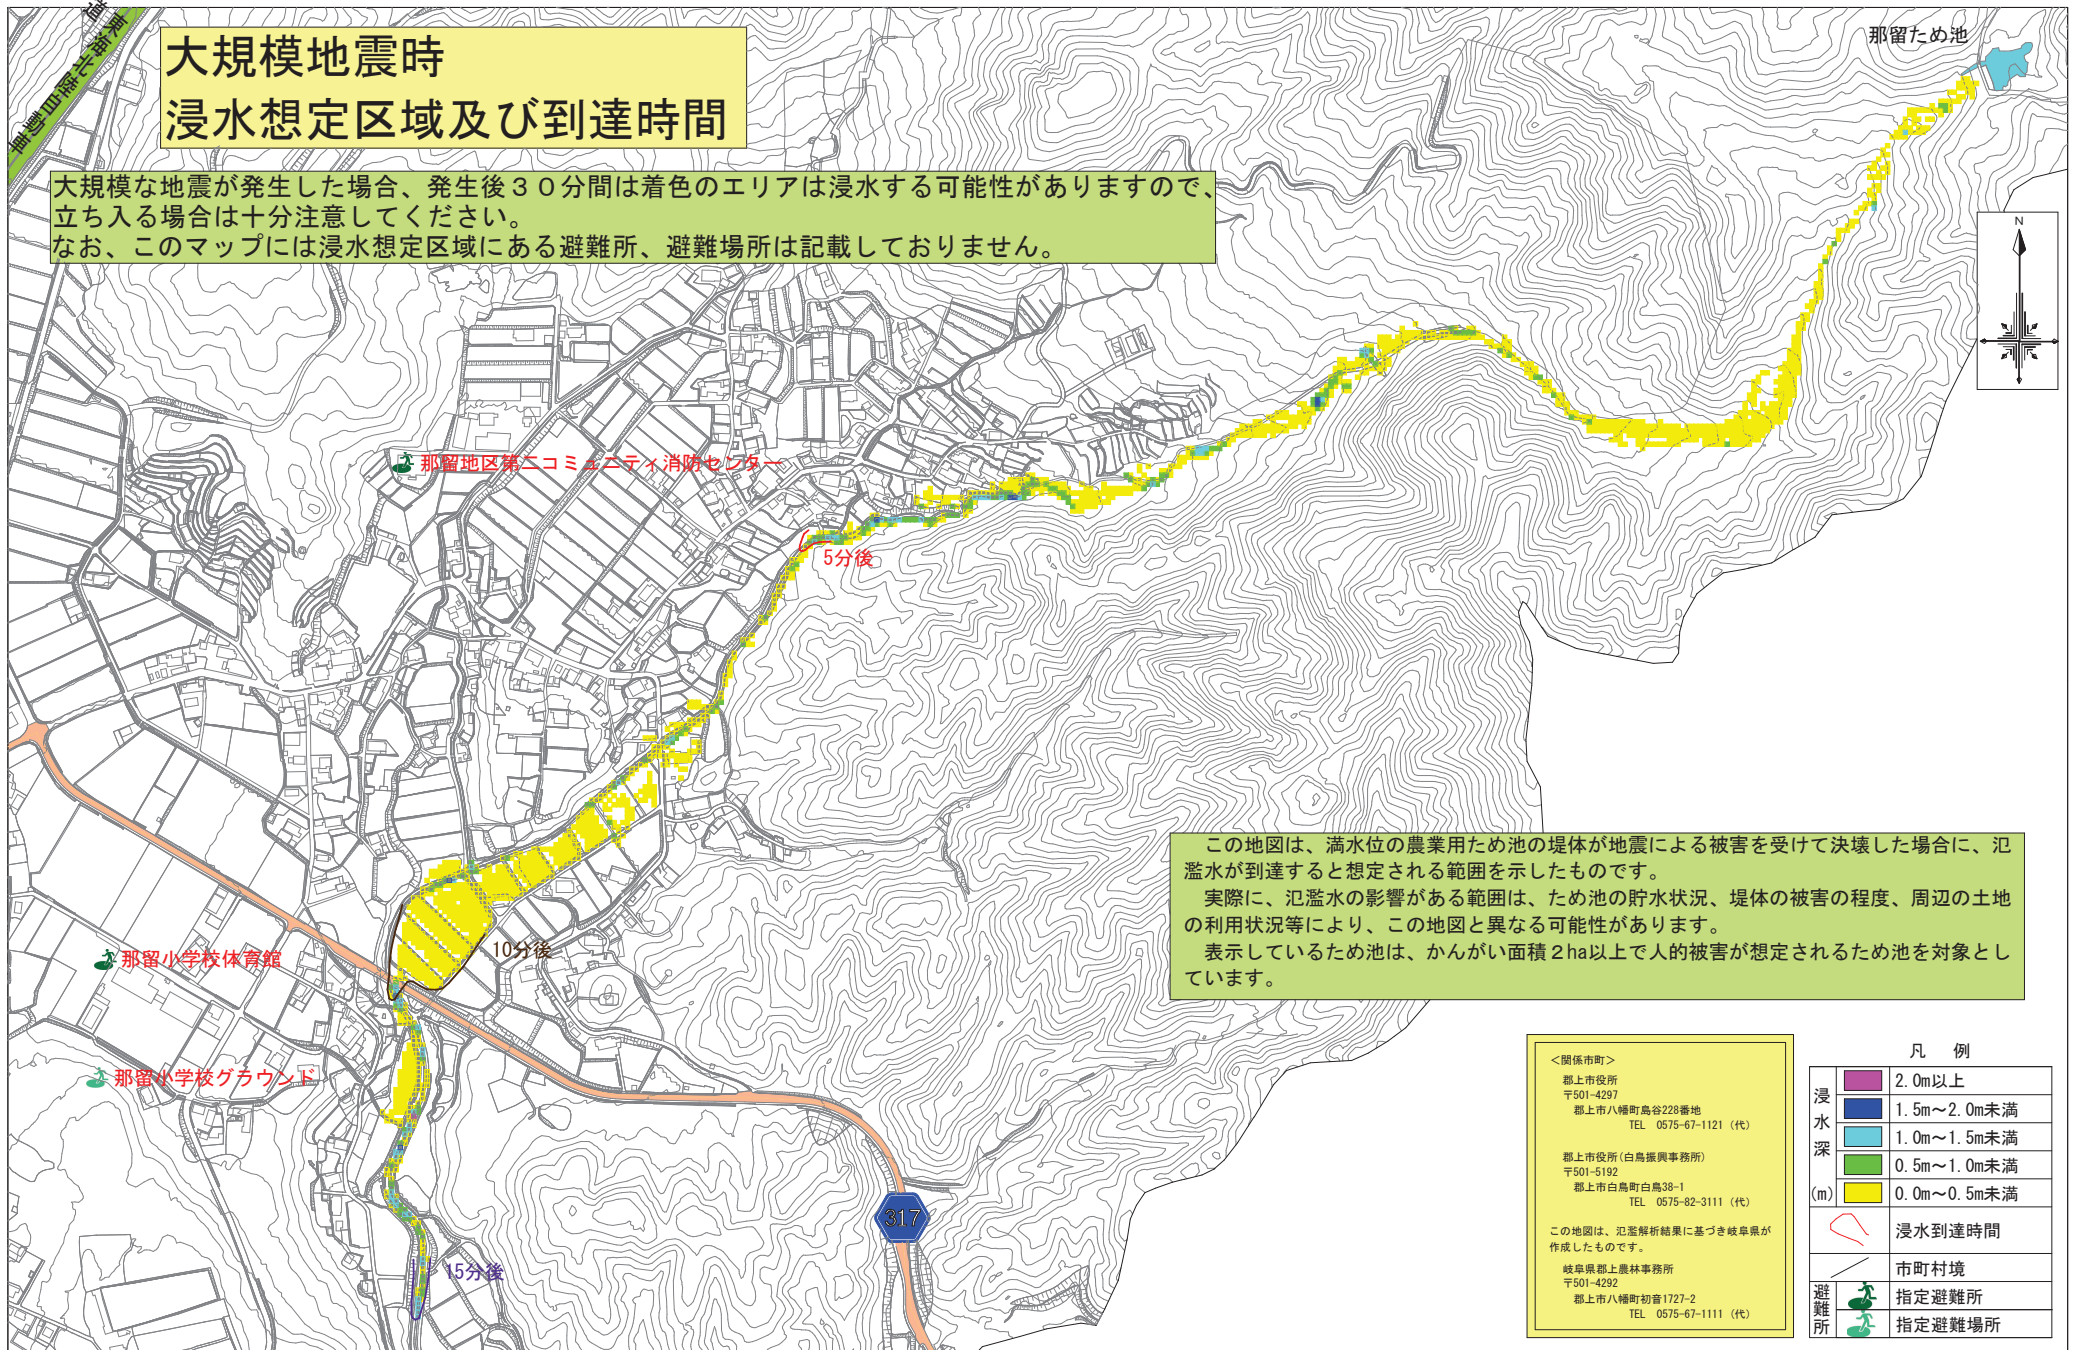 東海北陸自動車
道
大規模地震時
浸水想定区域及び到達時間
那留ため池
大規模な地震が発生した場合、発生後３０分間は着色のエリアは浸水する可能性がありますので、
立ち入る場合は十分注意してください。
なお、このマップには浸水想定区域にある避難所、避難場所は記載しておりません。
N
那留地区第二コミュニティ消防センター
5分後
10分後
那留小学校体育館
那留小学校グラウンド
15分後
317
この地図は、満水位の農業用ため池の堤体が地震による被害を受けて決壊した場合に、氾
濫水が到達すると想定される範囲を示したものです。
実際に、氾濫水の影響がある範囲は、ため池の貯水状況、堤体の被害の程度、周辺の土地
の利用状況等により、この地図と異なる可能性があります。
表示しているため池は、かんがい面積２ha以上で人的被害が想定されるため池を対象とし
ています。
＜関係市町＞
郡上市役所
〒501-4297
郡上市八幡町島谷228番地
TEL 0575-67-1121（代）
郡上市役所(白鳥振興事務所)
〒501-5192
郡上市白鳥町白鳥38-1
TEL 0575-82-3111（代）
この地図は、氾濫解析結果に基づき岐阜県が
作成したものです。
岐阜県郡上農林事務所
〒501-4292
郡上市八幡町初音1727-2
TEL 0575-67-1111（代）
凡 例
浸水深(m)
2.0m以上
1.5m～2.0m未満
1.0m～1.5m未満
0.5m～1.0m未満
0.0m～0.5m未満
浸水到達時間
市町村境
避難所
指定避難所
指定避難場所